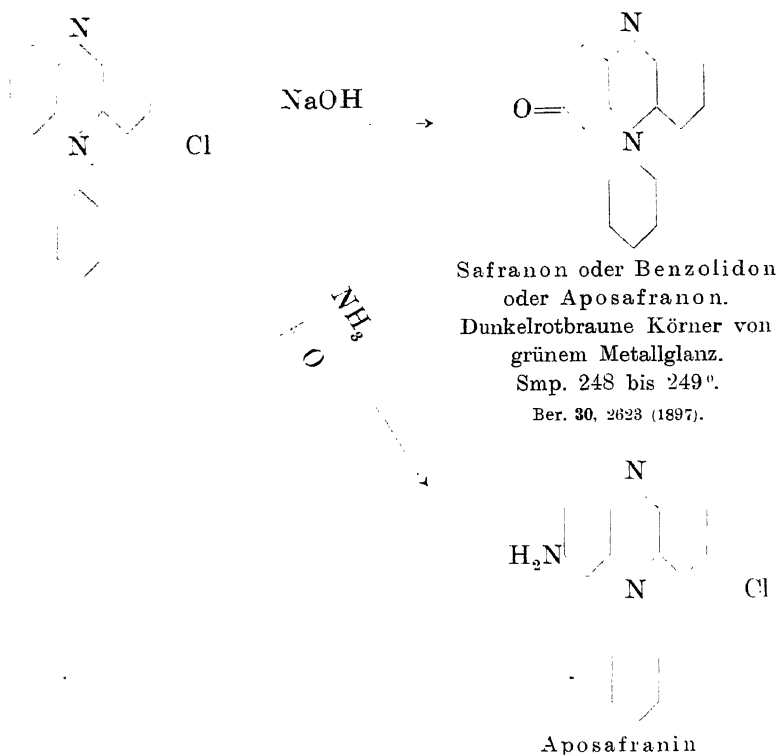 N
N
NaOH
O=
N
Cl
N
Safranon oder Benzolidon
oder Aposafranon.
Dunkelrotbraune Körner von
grünem Metallglanz.
Smp. 248 bis 249°.
Ber. 30, 2623 (1897).
NH₃
O
N
H₂N
N
Cl
Aposafranin